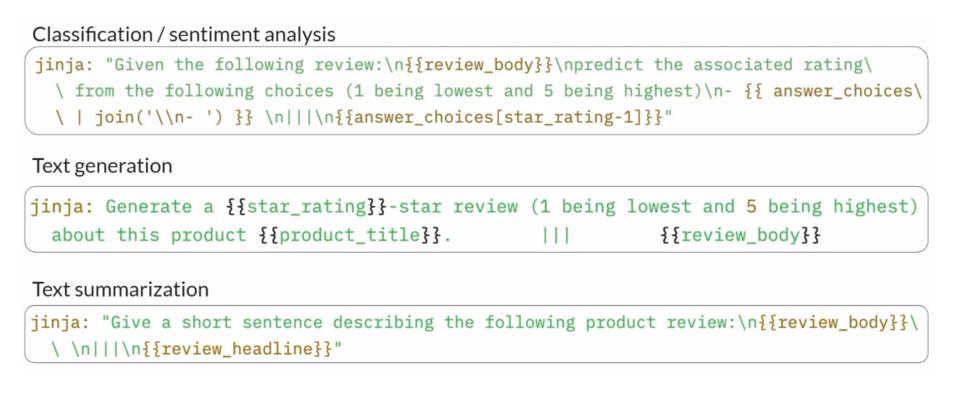 Classification / sentiment analysis
jinja: "Given the following review:\n{{review_body}}\npredict the associated rating\
\ from the following choices (1 being lowest and 5 being highest)\n- {{ answer_choices\
\ | join('\\n- ') }} \n|||\n{{answer_choices[star_rating-1]}}"
Text generation
jinja: Generate a {{star_rating}}-star review (1 being lowest and 5 being highest)
about this product {{product_title}}. ||| {{review_body}}
Text summarization
jinja: "Give a short sentence describing the following product review:\n{{review_body}}\
\ \n|||\n{{review_headline}}"